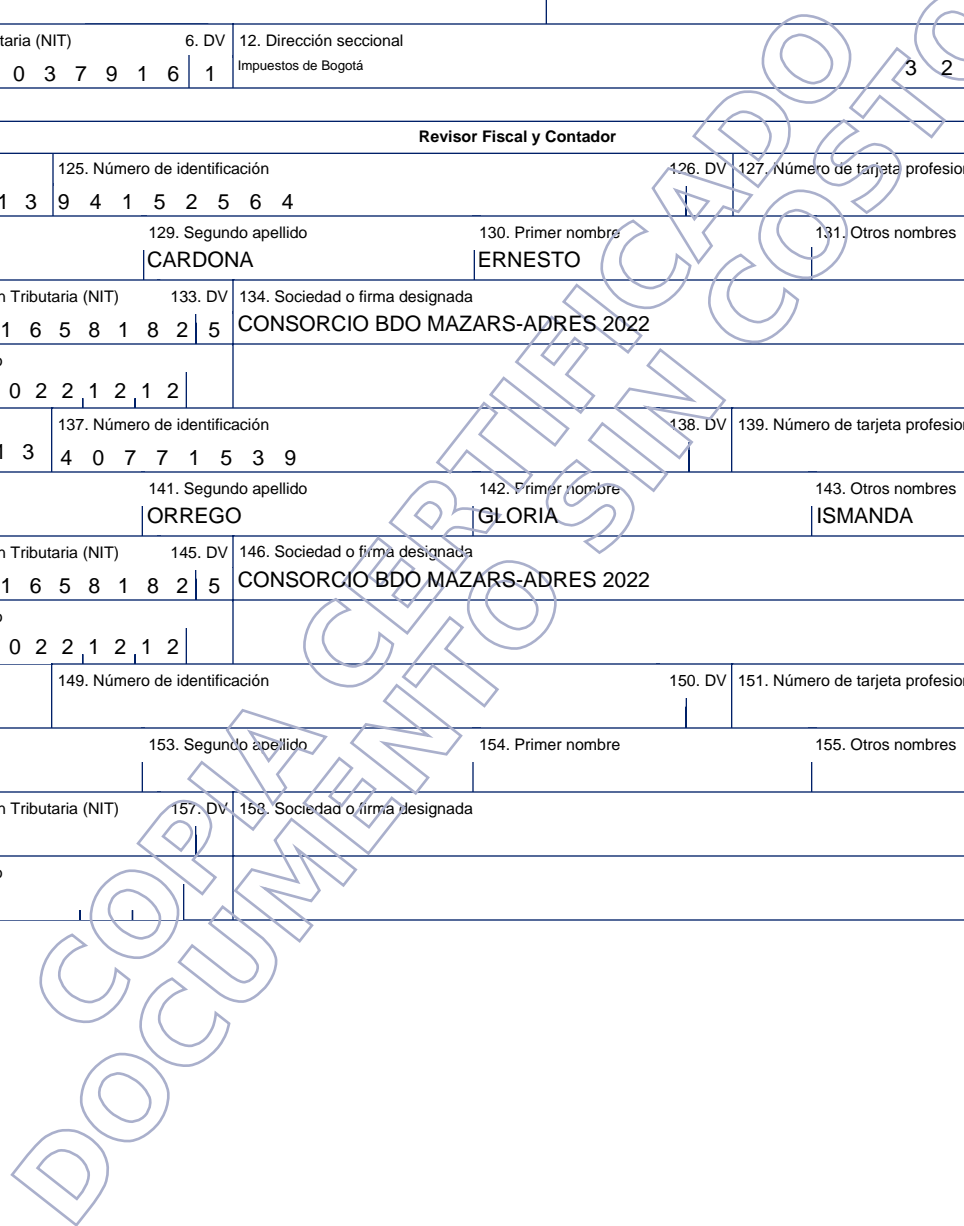 taria (NIT) 6. DV 12. Dirección seccional
0 3 7 9 1 6 1 Impuestos de Bogotá 3 2
Revisor Fiscal y Contador
125. Número de identificación 126. DV 127. Número de tarjeta profesion
1 3 9 4 1 5 2 5 6 4
129. Segundo apellido 130. Primer nombre 131. Otros nombres
CARDONA ERNESTO
n Tributaria (NIT) 133. DV 134. Sociedad o firma designada
1 6 5 8 1 8 2 5 CONSORCIO BDO MAZARS-ADRES 2022
o
0 2 2 1 2 1 2
137. Número de identificación 138. DV 139. Número de tarjeta profesion
1 3 4 0 7 7 1 5 3 9
141. Segundo apellido 142. Primer nombre 143. Otros nombres
ORREGO GLORIA ISMANDA
n Tributaria (NIT) 145. DV 146. Sociedad o firma designada
1 6 5 8 1 8 2 5 CONSORCIO BDO MAZARS-ADRES 2022
o
0 2 2 1 2 1 2
149. Número de identificación 150. DV 151. Número de tarjeta profesion
153. Segundo apellido 154. Primer nombre 155. Otros nombres
n Tributaria (NIT) 157. DV 158. Sociedad o firma designada
o
COPIA CERTIFICADO
DOCUMENTO SIN COSTO